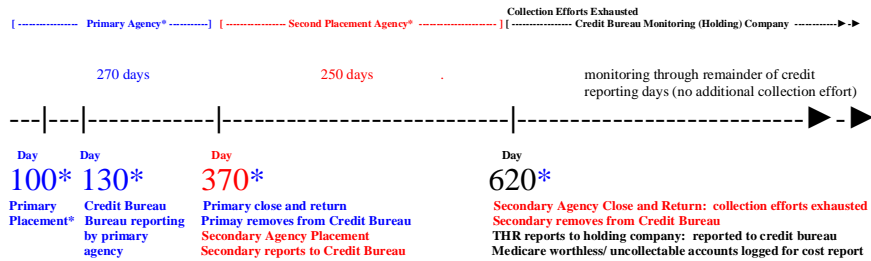 Collection Efforts Exhausted
[ ---------------- Primary Agency* -----------] [ ---------------- Second Placement Agency* --------------------- ] [ ---------------- Credit Bureau Monitoring (Holding) Company -----------
270 days 250 days . monitoring through remainder of credit
reporting days (no additional collection effort)
Day Day Day Day
100* 130* 370* 620*
Primary Credit Bureau Primary close and return Secondary Agency Close and Return: collection efforts exhausted
Placement* Bureau reporting Primay removes from Credit Bureau Secondary removes from Credit Bureau
by primary Secondary Agency Placement THR reports to holding company: reported to credit bureau
agency Secondary reports to Credit Bureau Medicare worthless/ uncollectable accounts logged for cost report